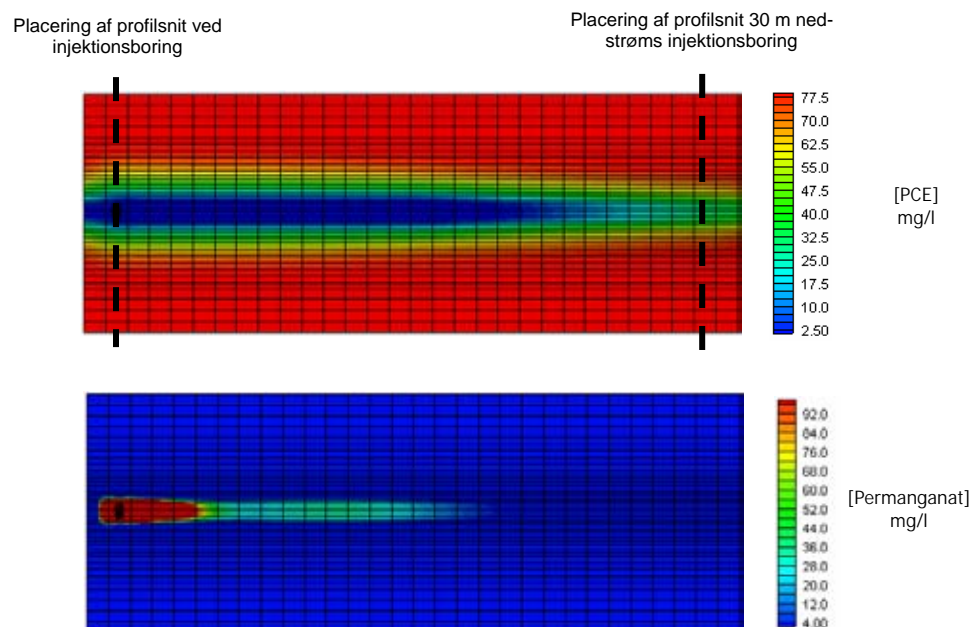 Placering af profilsnit ved
injektionsboring
Placering af profilsnit 30 m ned-
strøms injektionsboring
77.5
70.0
62.5
55.0
47.5
40.0
32.5
25.0
17.5
10.0
2.50
[PCE]
mg/l
92.0
84.0
76.0
68.0
60.0
52.0
44.0
36.0
28.0
20.0
12.0
4.00
[Permanganat]
mg/l